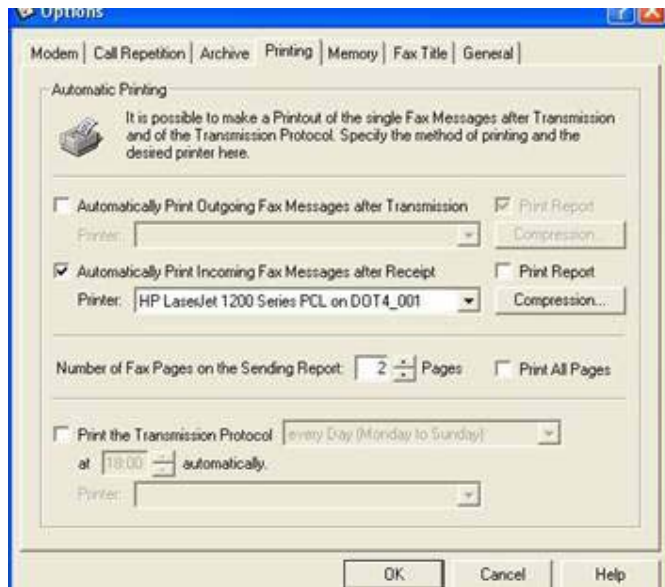 Options
Modem Call Repetition Archive Printing Memory Fax Title General
Automatic Printing
It is possible to make a Printout of the single Fax Messages after Transmission
and of the Transmission Protocol. Specify the method of printing and the
desired printer here.
Automatically Print Outgoing Fax Messages after Transmission Print Report
Printer: Compression...
Automatically Print Incoming Fax Messages after Receipt Print Report
Printer: HP LaserJet 1200 Series PCL on DOT4_001 Compression...
Number of Fax Pages on the Sending Report: 2 Pages Print All Pages
Print the Transmission Protocol every Day (Monday to Sunday)
at 18:00 automatically.
Printer:
OK Cancel Help